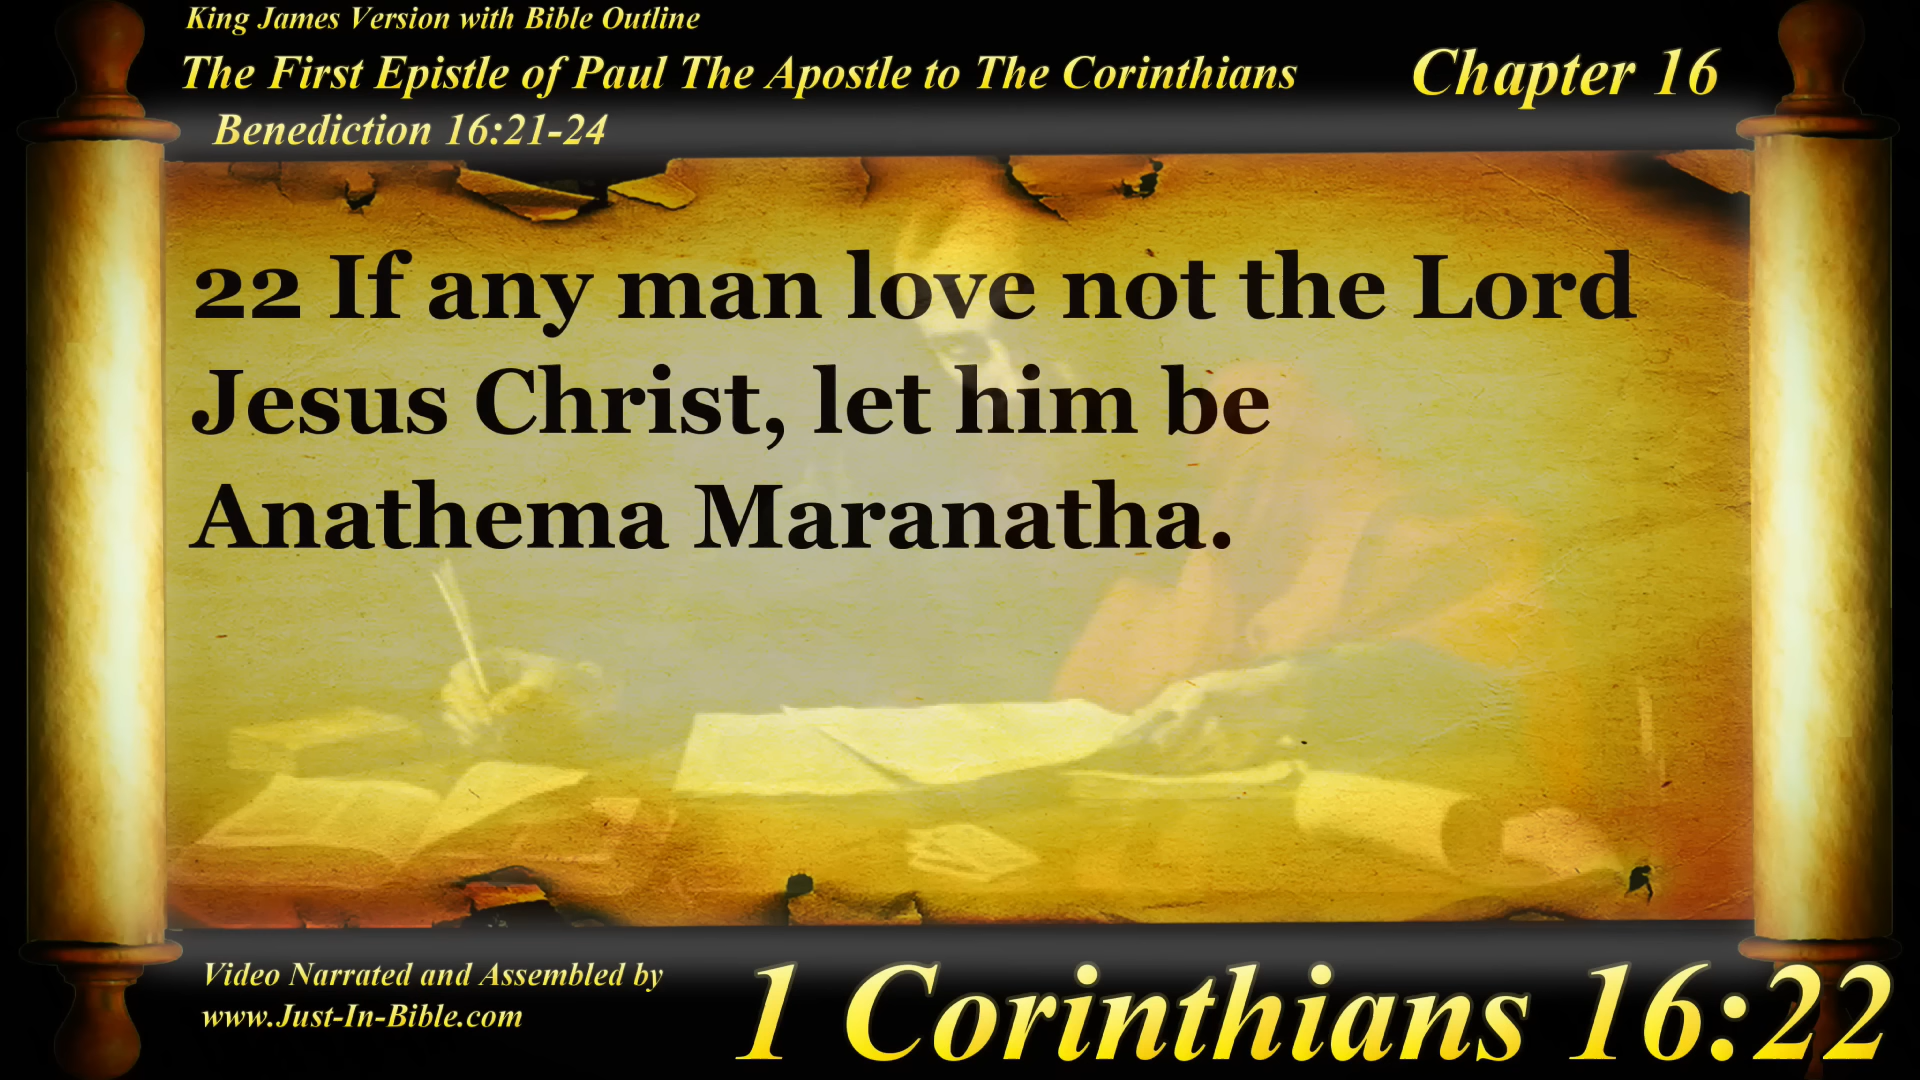 King James Version with Bible Outline
The First Epistle of Paul The Apostle to The Corinthians
Chapter 16
Benediction 16:21-24
22 If any man love not the Lord
Jesus Christ, let him be
Anathema Maranatha.
Video Narrated and Assembled by
www.Just-In-Bible.com
1 Corinthians 16:22